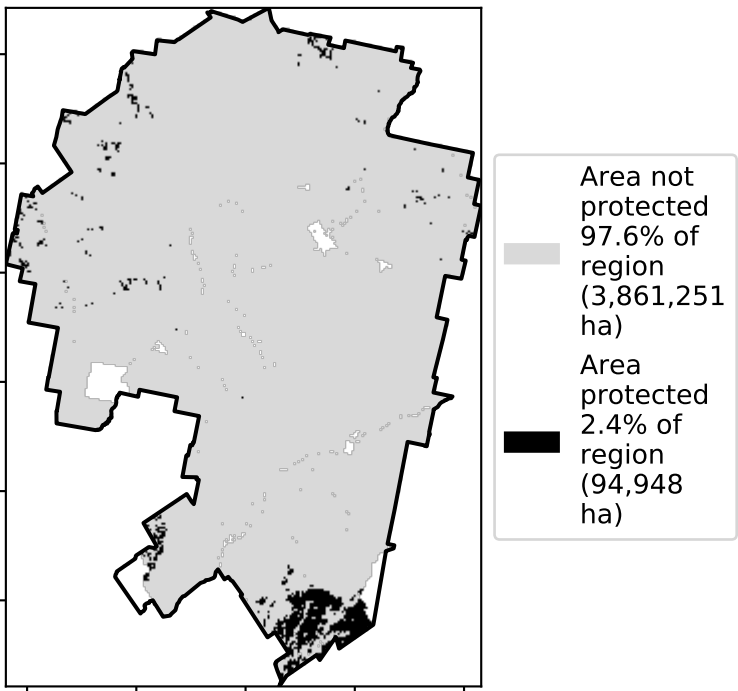 Area not
protected
97.6% of
region
(3,861,251
ha)
Area
protected
2.4% of
region
(94,948
ha)